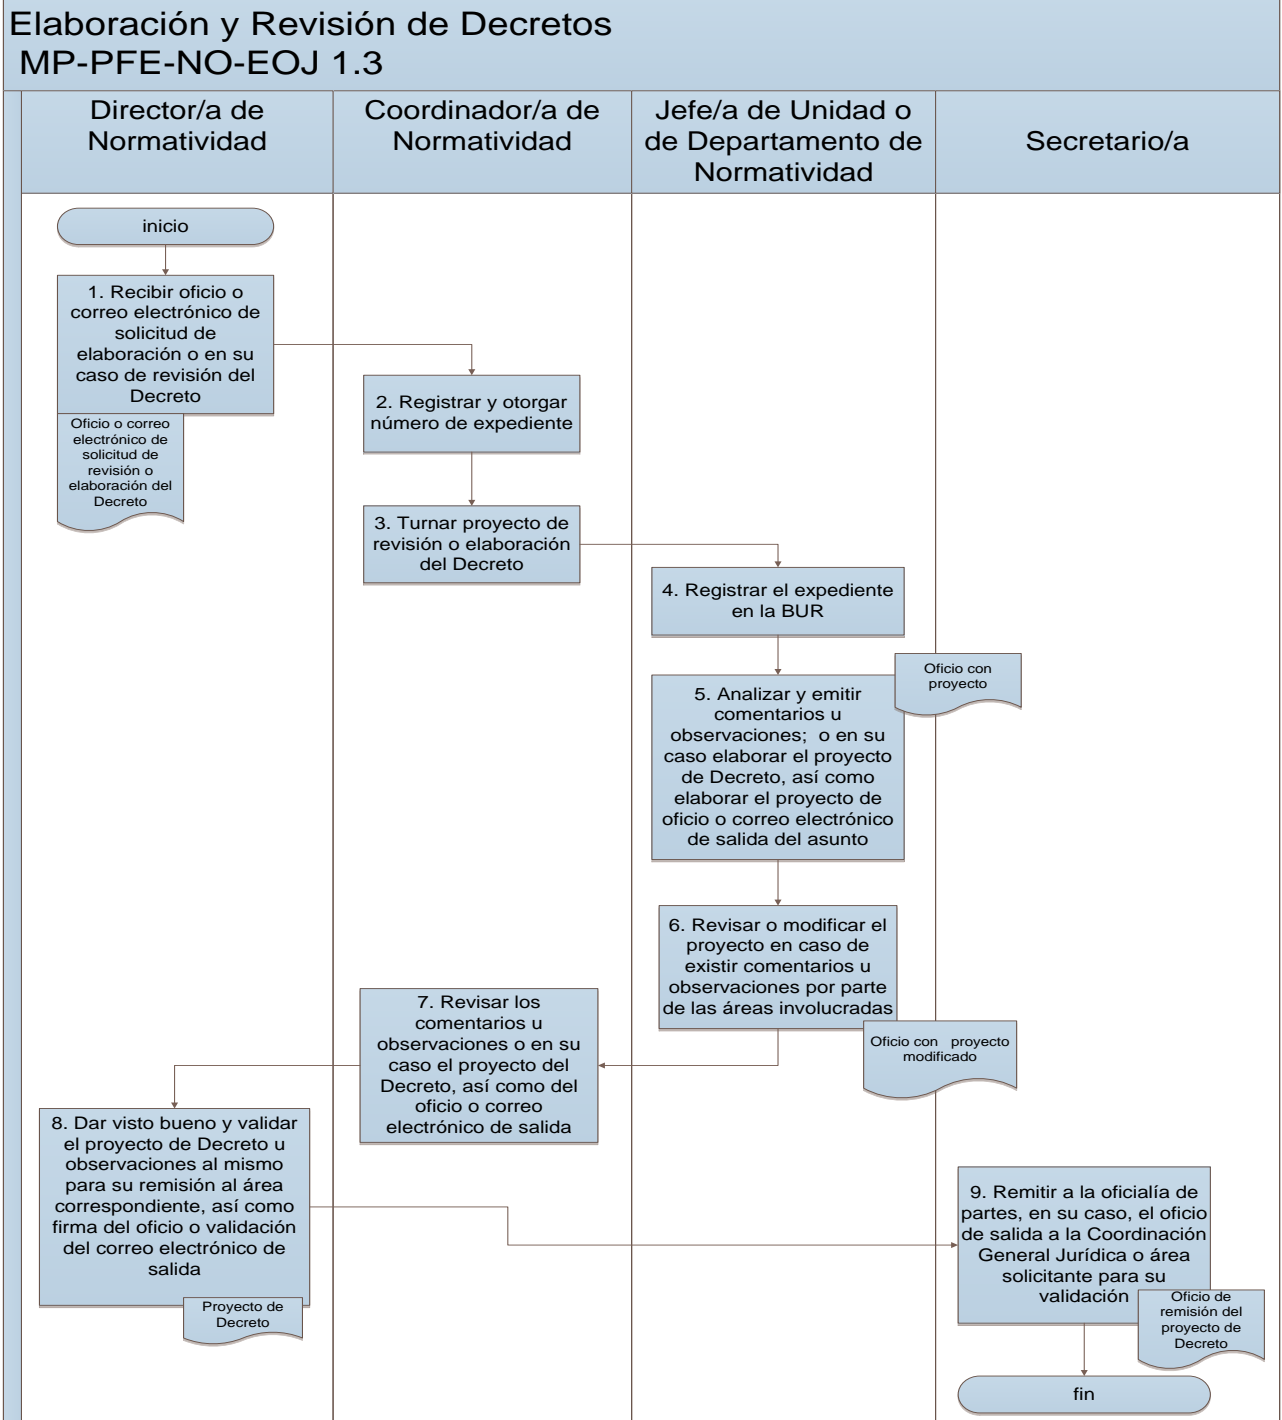 Elaboración y Revisión de Decretos
MP-PFE-NO-EOJ 1.3
Director/a de
Normatividad
Coordinador/a de
Normatividad
Jefe/a de Unidad o
de Departamento de
Normatividad
Secretario/a
inicio
1. Recibir oficio o
correo electrónico de
solicitud de
elaboración o en su
caso de revisión del
Decreto
Oficio o correo
electrónico de
solicitud de
revisión o
elaboración del
Decreto
2. Registrar y otorgar
número de expediente
3. Turnar proyecto de
revisión o elaboración
del Decreto
4. Registrar el expediente
en la BUR
Oficio con
proyecto
5. Analizar y emitir
comentarios u
observaciones;  o en su
caso elaborar el proyecto
de Decreto, así como
elaborar el proyecto de
oficio o correo electrónico
de salida del asunto
6. Revisar o modificar el
proyecto en caso de
existir comentarios u
observaciones por parte
de las áreas involucradas
Oficio con   proyecto
modificado
7. Revisar los
comentarios u
observaciones o en su
caso el proyecto del
Decreto, así como del
oficio o correo
electrónico de salida
8. Dar visto bueno y validar
el proyecto de Decreto u
observaciones al mismo
para su remisión al área
correspondiente, así como
firma del oficio o validación
del correo electrónico de
salida
Proyecto de
Decreto
9. Remitir a la oficialía de
partes, en su caso, el oficio
de salida a la Coordinación
General Jurídica o área
solicitante para su
validación
Oficio de
remisión del
proyecto de
Decreto
fin